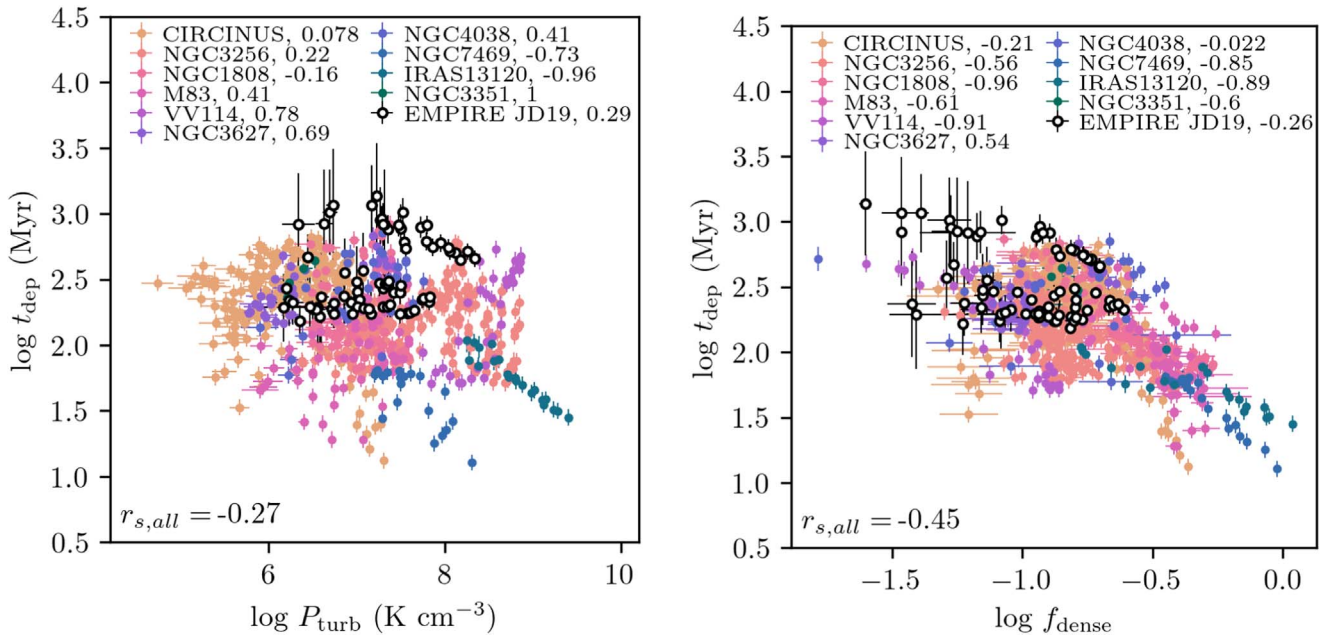 4.5
4.0
3.5
3.0
2.5
2.0
1.5
1.0
0.5
log t_dep (Myr)
CIRCINUS, 0.078
NGC3256, 0.22
NGC1808, -0.16
M83, 0.41
VV114, 0.78
NGC3627, 0.69
NGC4038, 0.41
NGC7469, -0.73
IRAS13120, -0.96
NGC3351, 1
EMPIRE JD19, 0.29
r_s,all = -0.27
6 8 10
log P_turb (K cm⁻³)
4.5
4.0
3.5
3.0
2.5
2.0
1.5
1.0
0.5
log t_dep (Myr)
CIRCINUS, -0.21
NGC3256, -0.56
NGC1808, -0.96
M83, -0.61
VV114, -0.91
NGC3627, 0.54
NGC4038, -0.022
NGC7469, -0.85
IRAS13120, -0.89
NGC3351, -0.6
EMPIRE JD19, -0.26
r_s,all = -0.45
−1.5 −1.0 −0.5 0.0
log f_dense